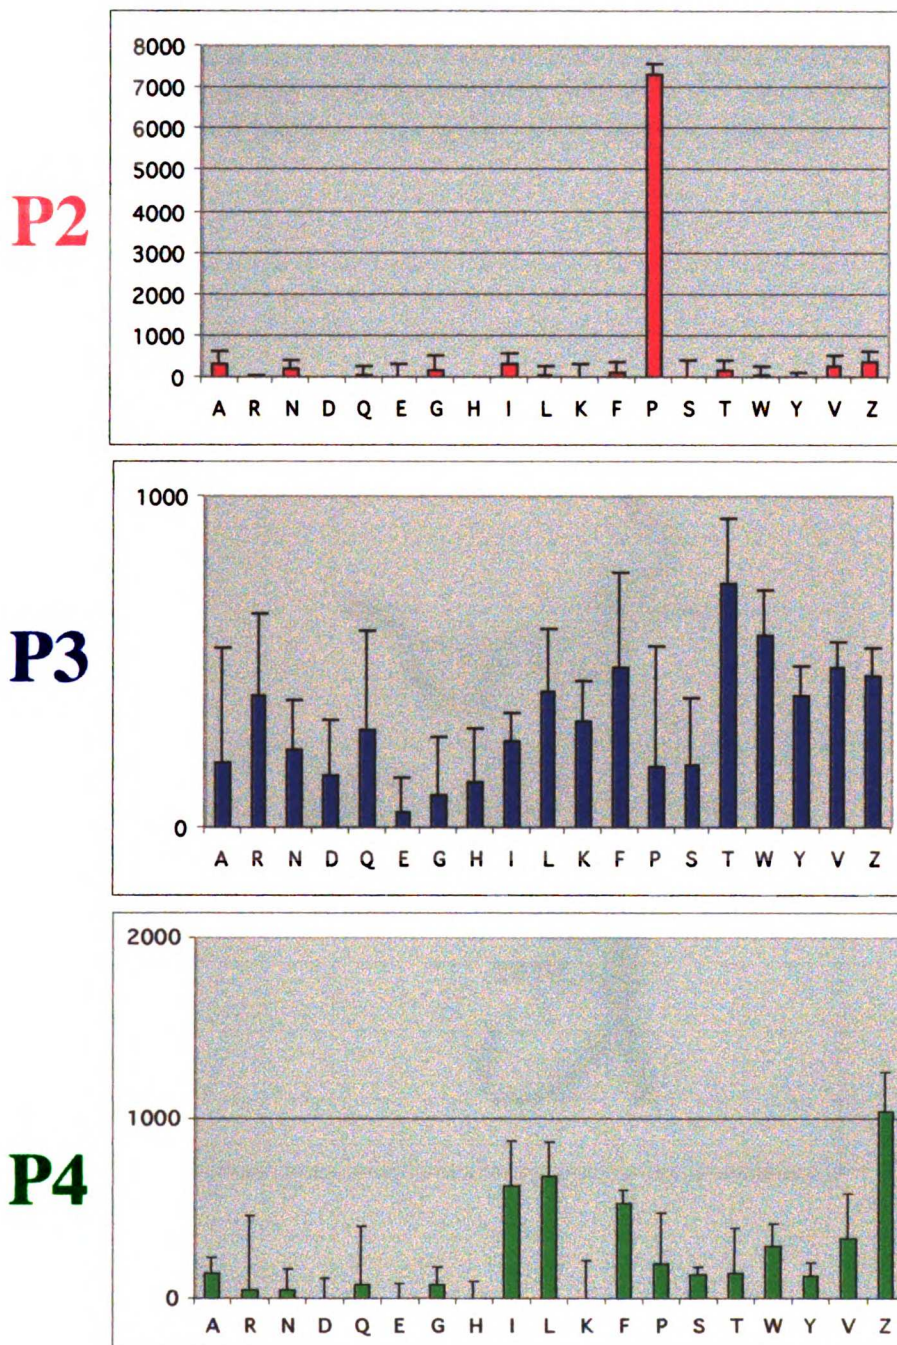 P2
8000
7000
6000
5000
4000
3000
2000
1000
0
A R N D Q E G H I L K F P S T W Y V Z
P3
1000
0
A R N D Q E G H I L K F P S T W Y V Z
P4
2000
1000
0
A R N D Q E G H I L K F P S T W Y V Z